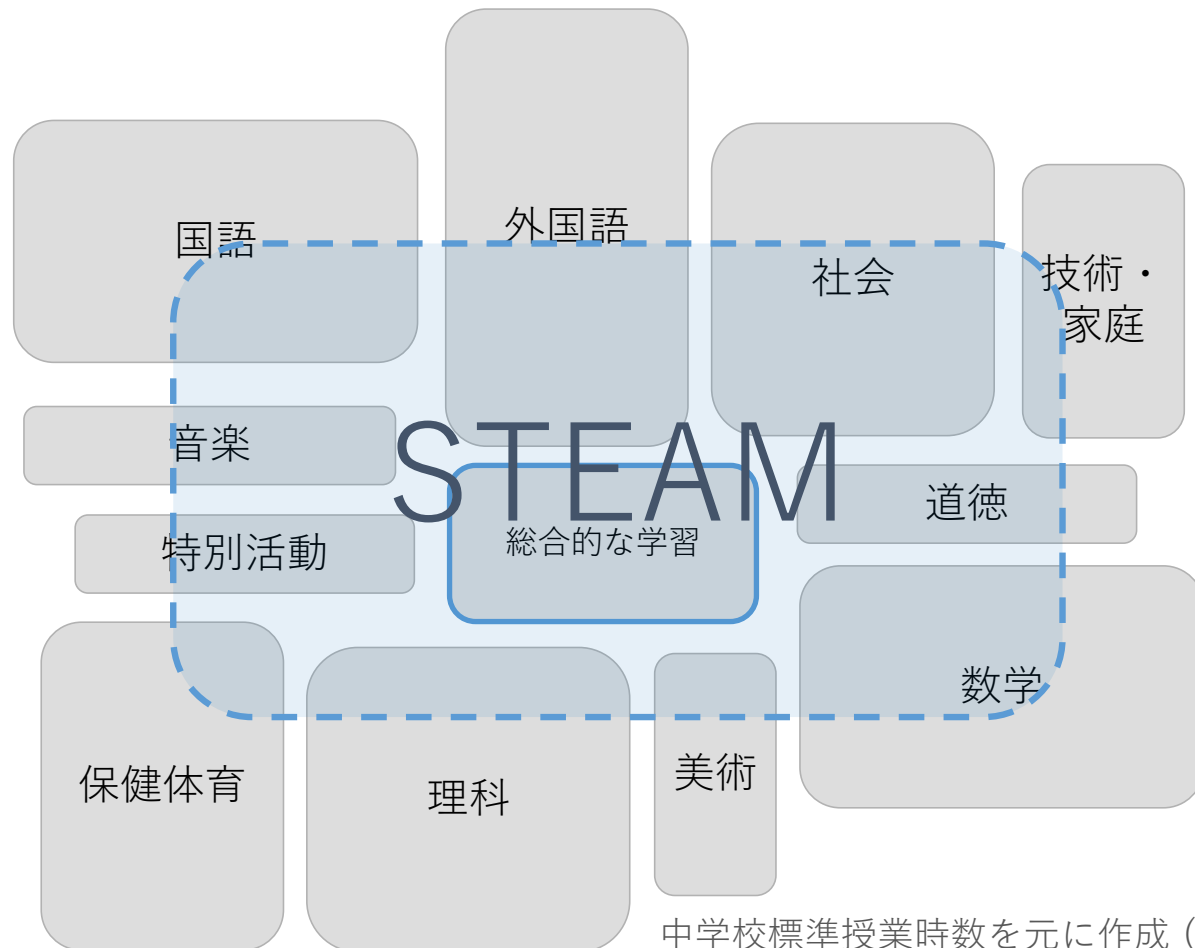 国語
外国語
社会
技術・
家庭
音楽
STEAM
道徳
特別活動
総合的な学習
数学
保健体育
理科
美術
中学校標準授業時数を元に作成（